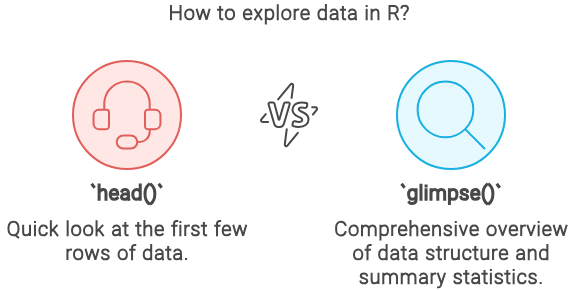 How to explore data in R?
VS
`head()`
Quick look at the first few
rows of data.
`glimpse()`
Comprehensive overview
of data structure and
summary statistics.